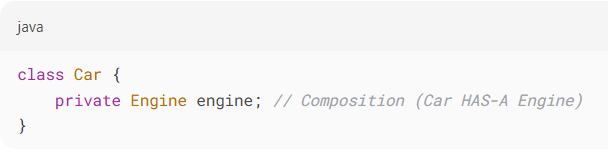 java
class Car {
    private Engine engine; // Composition (Car HAS-A Engine)
}